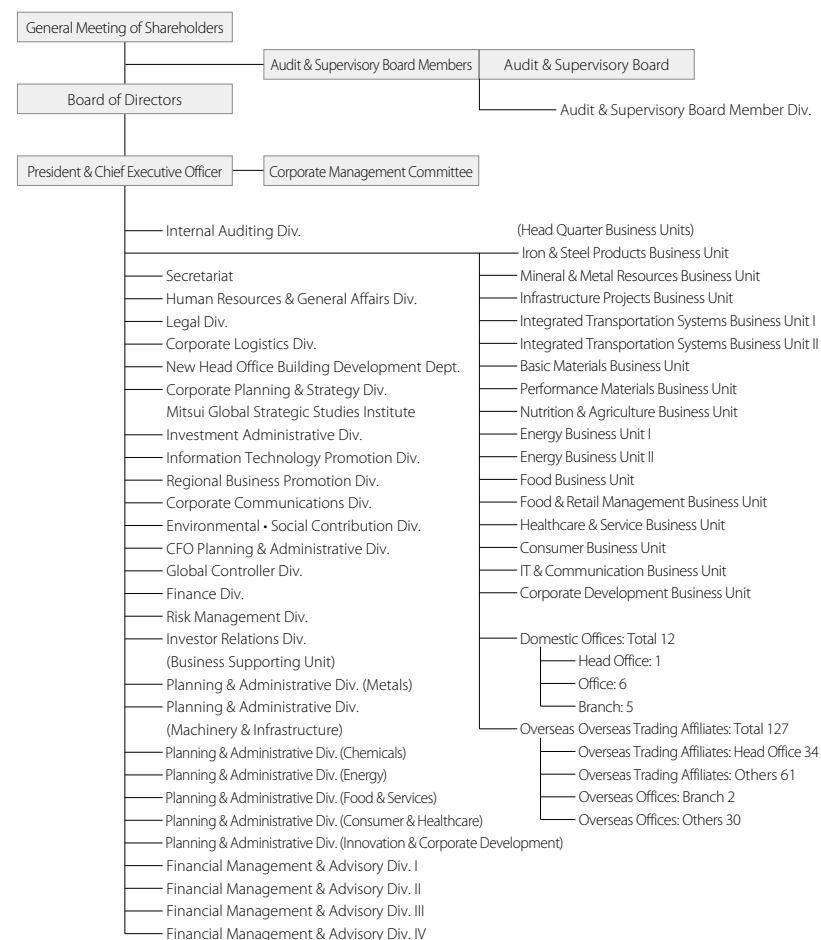 General Meeting of Shareholders
Audit & Supervisory Board Members
Audit & Supervisory Board
Board of Directors
Audit & Supervisory Board Member Div.
President & Chief Executive Officer
Corporate Management Committee
Internal Auditing Div.
Secretariat
Human Resources & General Affairs Div.
Legal Div.
Corporate Logistics Div.
New Head Office Building Development Dept.
Corporate Planning & Strategy Div.
Mitsui Global Strategic Studies Institute
Investment Administrative Div.
Information Technology Promotion Div.
Regional Business Promotion Div.
Corporate Communications Div.
Environmental • Social Contribution Div.
CFO Planning & Administrative Div.
Global Controller Div.
Finance Div.
Risk Management Div.
Investor Relations Div.
(Business Supporting Unit)
Planning & Administrative Div. (Metals)
Planning & Administrative Div.
(Machinery & Infrastructure)
Planning & Administrative Div. (Chemicals)
Planning & Administrative Div. (Energy)
Planning & Administrative Div. (Food & Services)
Planning & Administrative Div. (Consumer & Healthcare)
Planning & Administrative Div. (Innovation & Corporate Development)
Financial Management & Advisory Div. I
Financial Management & Advisory Div. II
Financial Management & Advisory Div. III
Financial Management & Advisory Div. IV
(Head Quarter Business Units)
Iron & Steel Products Business Unit
Mineral & Metal Resources Business Unit
Infrastructure Projects Business Unit
Integrated Transportation Systems Business Unit I
Integrated Transportation Systems Business Unit II
Basic Materials Business Unit
Performance Materials Business Unit
Nutrition & Agriculture Business Unit
Energy Business Unit I
Energy Business Unit II
Food Business Unit
Food & Retail Management Business Unit
Healthcare & Service Business Unit
Consumer Business Unit
IT & Communication Business Unit
Corporate Development Business Unit
Domestic Offices: Total 12
Head Office: 1
Office: 6
Branch: 5
Overseas Overseas Trading Affiliates: Total 127
Overseas Trading Affiliates: Head Office 34
Overseas Trading Affiliates: Others 61
Overseas Offices: Branch 2
Overseas Offices: Others 30